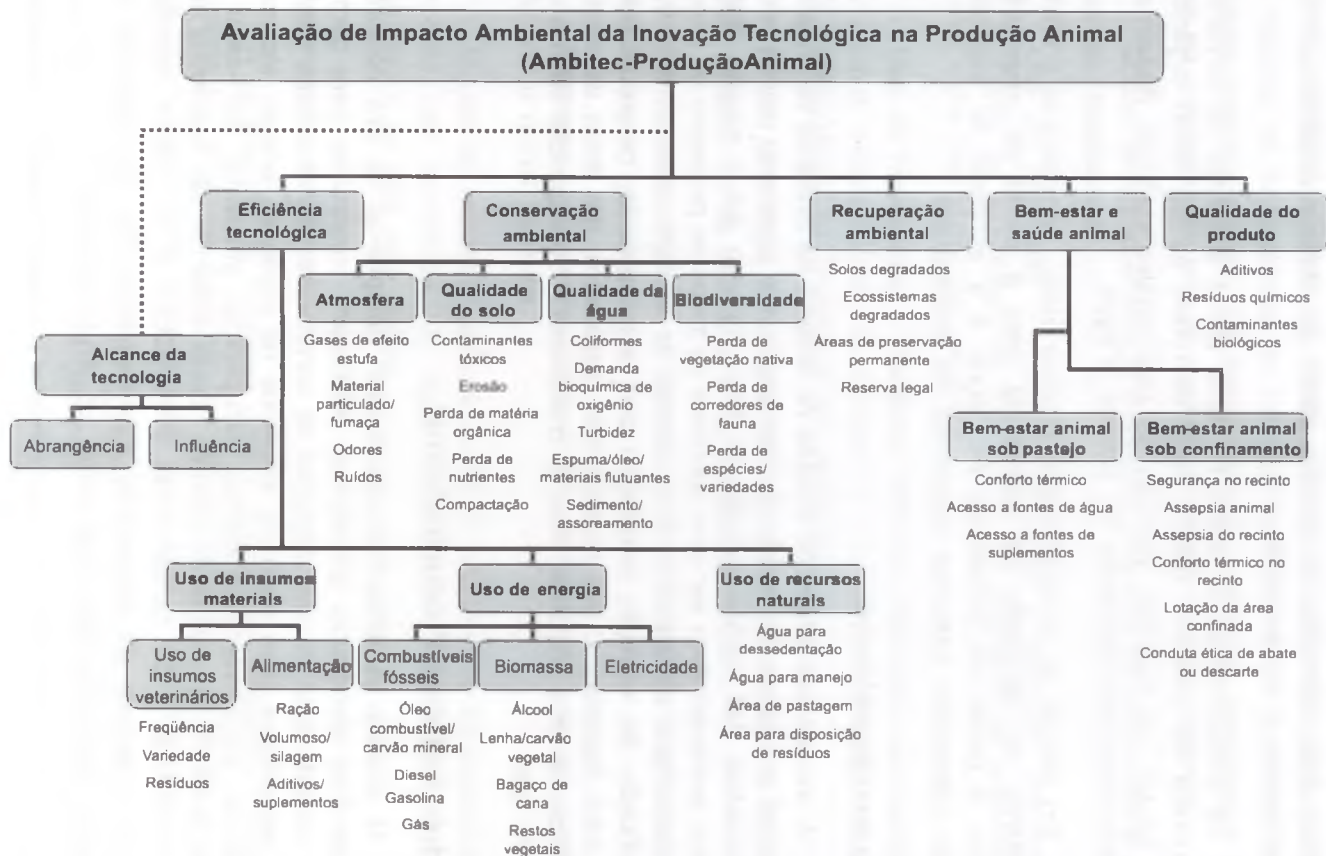 Avaliação de Impacto Ambiental da Inovação Tecnológica na Produção Animal
(Ambitec-ProduçãoAnimal)
Eficiência
tecnológica
Conservação
ambiental
Recuperação
ambiental
Bem-estar e
saúde animal
Qualidade do
produto
Alcance da
tecnologia
Abrangência
Influência
Atmosfera
Gases de efeito
estufa
Material
particulado/
fumaça
Odores
Ruídos
Qualidade
do solo
Contaminantes
tóxicos
Erosão
Perda de matéria
orgânica
Perda de
nutrientes
Compactação
Qualidade da
água
Coliformes
Demanda
bioquímica de
oxigênio
Turbidez
Espuma/óleo/
materiais flutuantes
Sedimento/
assoreamento
Biodiversidade
Perda de
vegetação nativa
Perda de
corredores de
fauna
Perda de
espécies/
variedades
Solos degradados
Ecossistemas
degradados
Áreas de preservação
permanente
Reserva legal
Aditivos
Resíduos químicos
Contaminantes
biológicos
Bem-estar animal
sob pastejo
Conforto térmico
Acesso a fontes de água
Acesso a fontes de
suplementos
Bem-estar animal
sob confinamento
Segurança no recinto
Assepsia animal
Assepsia do recinto
Conforto térmico no
recinto
Lotação da área
confinada
Conduta ética de abate
ou descarte
Uso de insumos
materiais
Uso de
insumos
veterinários
Freqüência
Variedade
Resíduos
Alimentação
Ração
Volumoso/
silagem
Aditivos/
suplementos
Uso de energia
Combustíveis
fósseis
Óleo
combustível/
carvão mineral
Diesel
Gasolina
Gás
Biomassa
Álcool
Lenha/carvão
vegetal
Bagaço de
cana
Restos
vegetais
Eletricidade
Uso de recursos
naturais
Água para
dessedentação
Água para manejo
Área de pastagem
Área para disposição
de resíduos